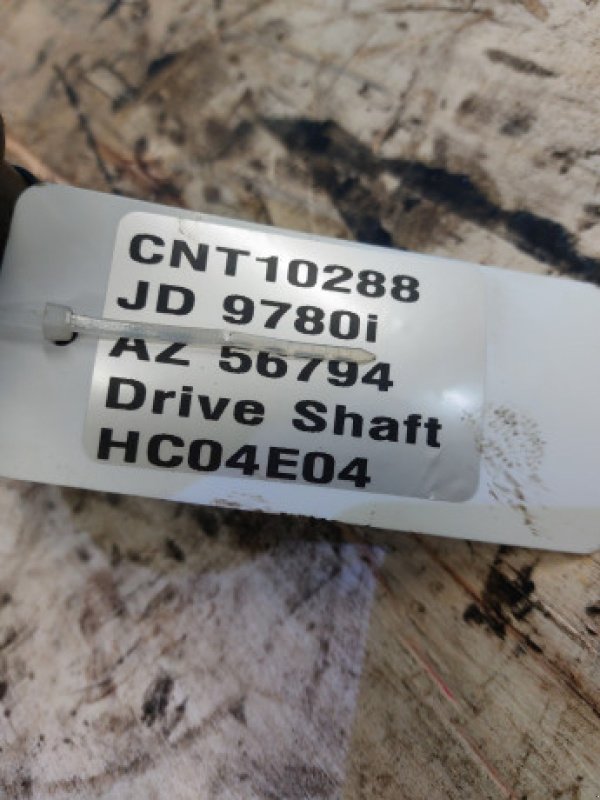 CNT10288
JD 9780i
AZ 56794
Drive Shaft
HC04E04